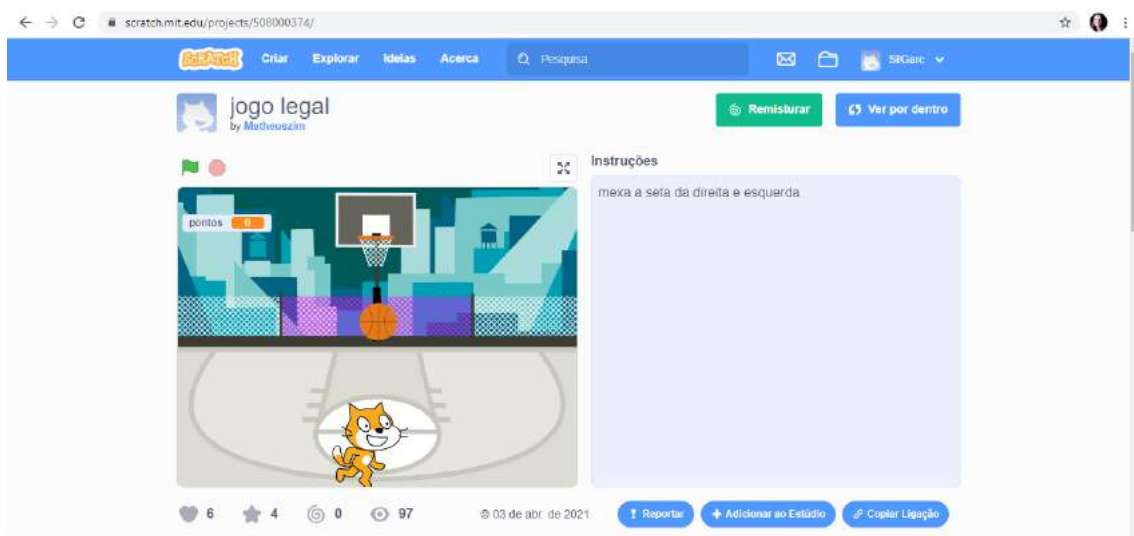 scratch.mit.edu/projects/508000374/
SCRATCH Criar Explorar Ideias Acerca Pesquisa SilGarc
jogo legal
by Matheuszim
Remisturar Ver por dentro
Instruções
mexa a seta da direita e esquerda
pontos 0
6 4 0 97 © 03 de abr. de 2021 Reportar Adicionar ao Estúdio Copiar Ligação